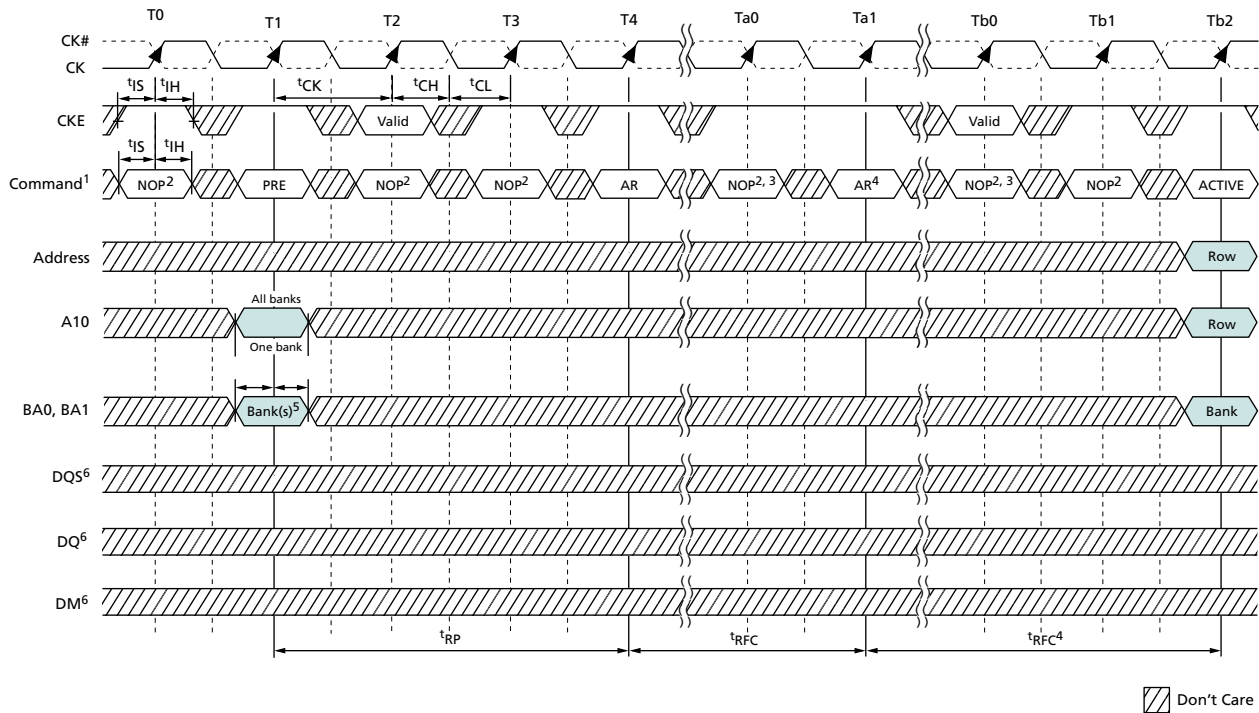 T0 T1 T2 T3 T4 Ta0 Ta1 Tb0 Tb1 Tb2
CK#
CK
tIS tIH tCK tCH tCL
CKE Valid Valid
tIS tIH
Command1 NOP2 PRE NOP2 NOP2 AR NOP2, 3 AR4 NOP2, 3 NOP2 ACTIVE
Address Row
All banks
A10 Row
One bank
BA0, BA1 Bank(s)5 Bank
DQS6
DQ6
DM6
tRP tRFC tRFC4
Don't Care